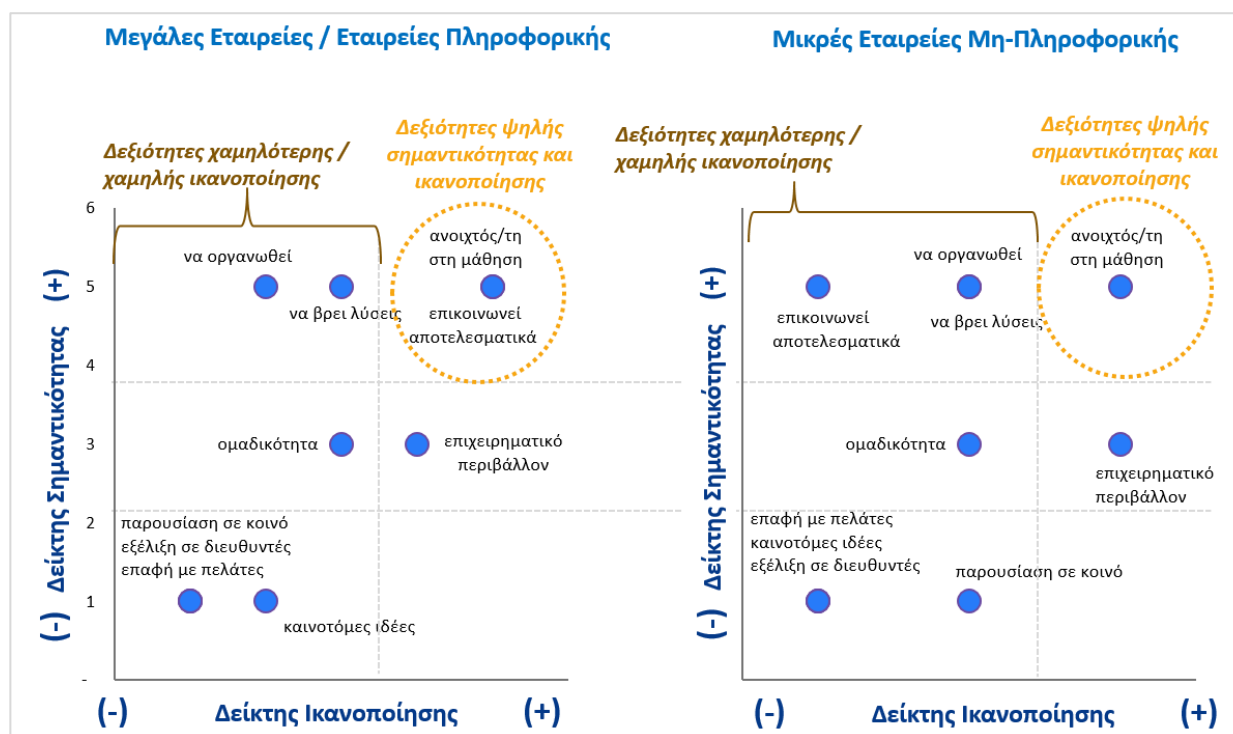 Μεγάλες Εταιρείες / Εταιρείες Πληροφορικής
Δεξιότητες χαμηλότερης /
χαμηλής ικανοποίησης
Δεξιότητες ψηλής
σημαντικότητας και
ικανοποίησης
6
5
4
3
2
1
-
(+)
Δείκτης Σημαντικότητας
(-)
να οργανωθεί
να βρει λύσεις
ανοιχτός/τη
στη μάθηση
επικοινωνεί
αποτελεσματικά
ομαδικότητα
επιχειρηματικό
περιβάλλον
παρουσίαση σε κοινό
εξέλιξη σε διευθυντές
επαφή με πελάτες
καινοτόμες ιδέες
(-)
Δείκτης Ικανοποίησης
(+)
Μικρές Εταιρείες Μη-Πληροφορικής
Δεξιότητες χαμηλότερης /
χαμηλής ικανοποίησης
Δεξιότητες ψηλής
σημαντικότητας και
ικανοποίησης
(+)
Δείκτης Σημαντικότητας
(-)
επικοινωνεί
αποτελεσματικά
να οργανωθεί
να βρει λύσεις
ανοιχτός/τη
στη μάθηση
ομαδικότητα
επιχειρηματικό
περιβάλλον
επαφή με πελάτες
καινοτόμες ιδέες
εξέλιξη σε διευθυντές
παρουσίαση σε κοινό
(-)
Δείκτης Ικανοποίησης
(+)